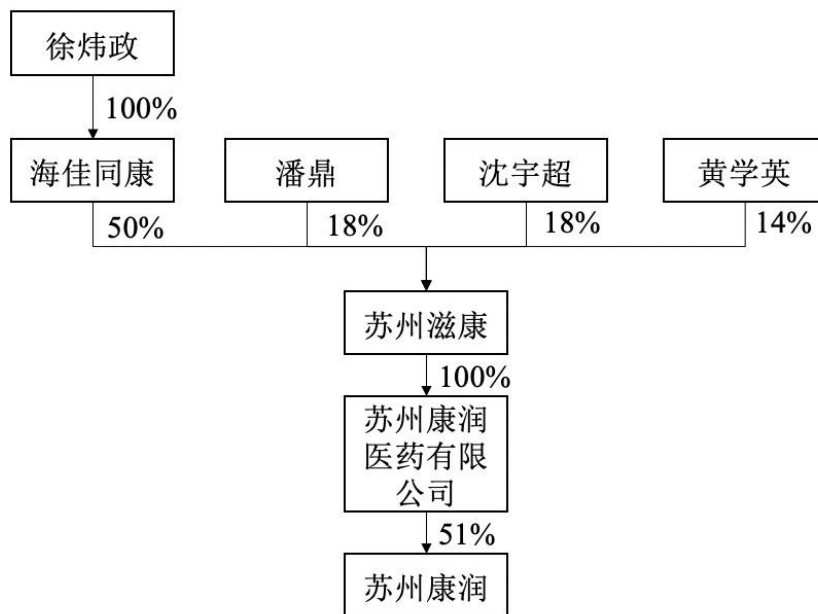 徐炜政
100%
海佳同康
潘鼎
沈宇超
黄学英
50%
18%
18%
14%
苏州滋康
100%
苏州康润
医药有限
公司
51%
苏州康润